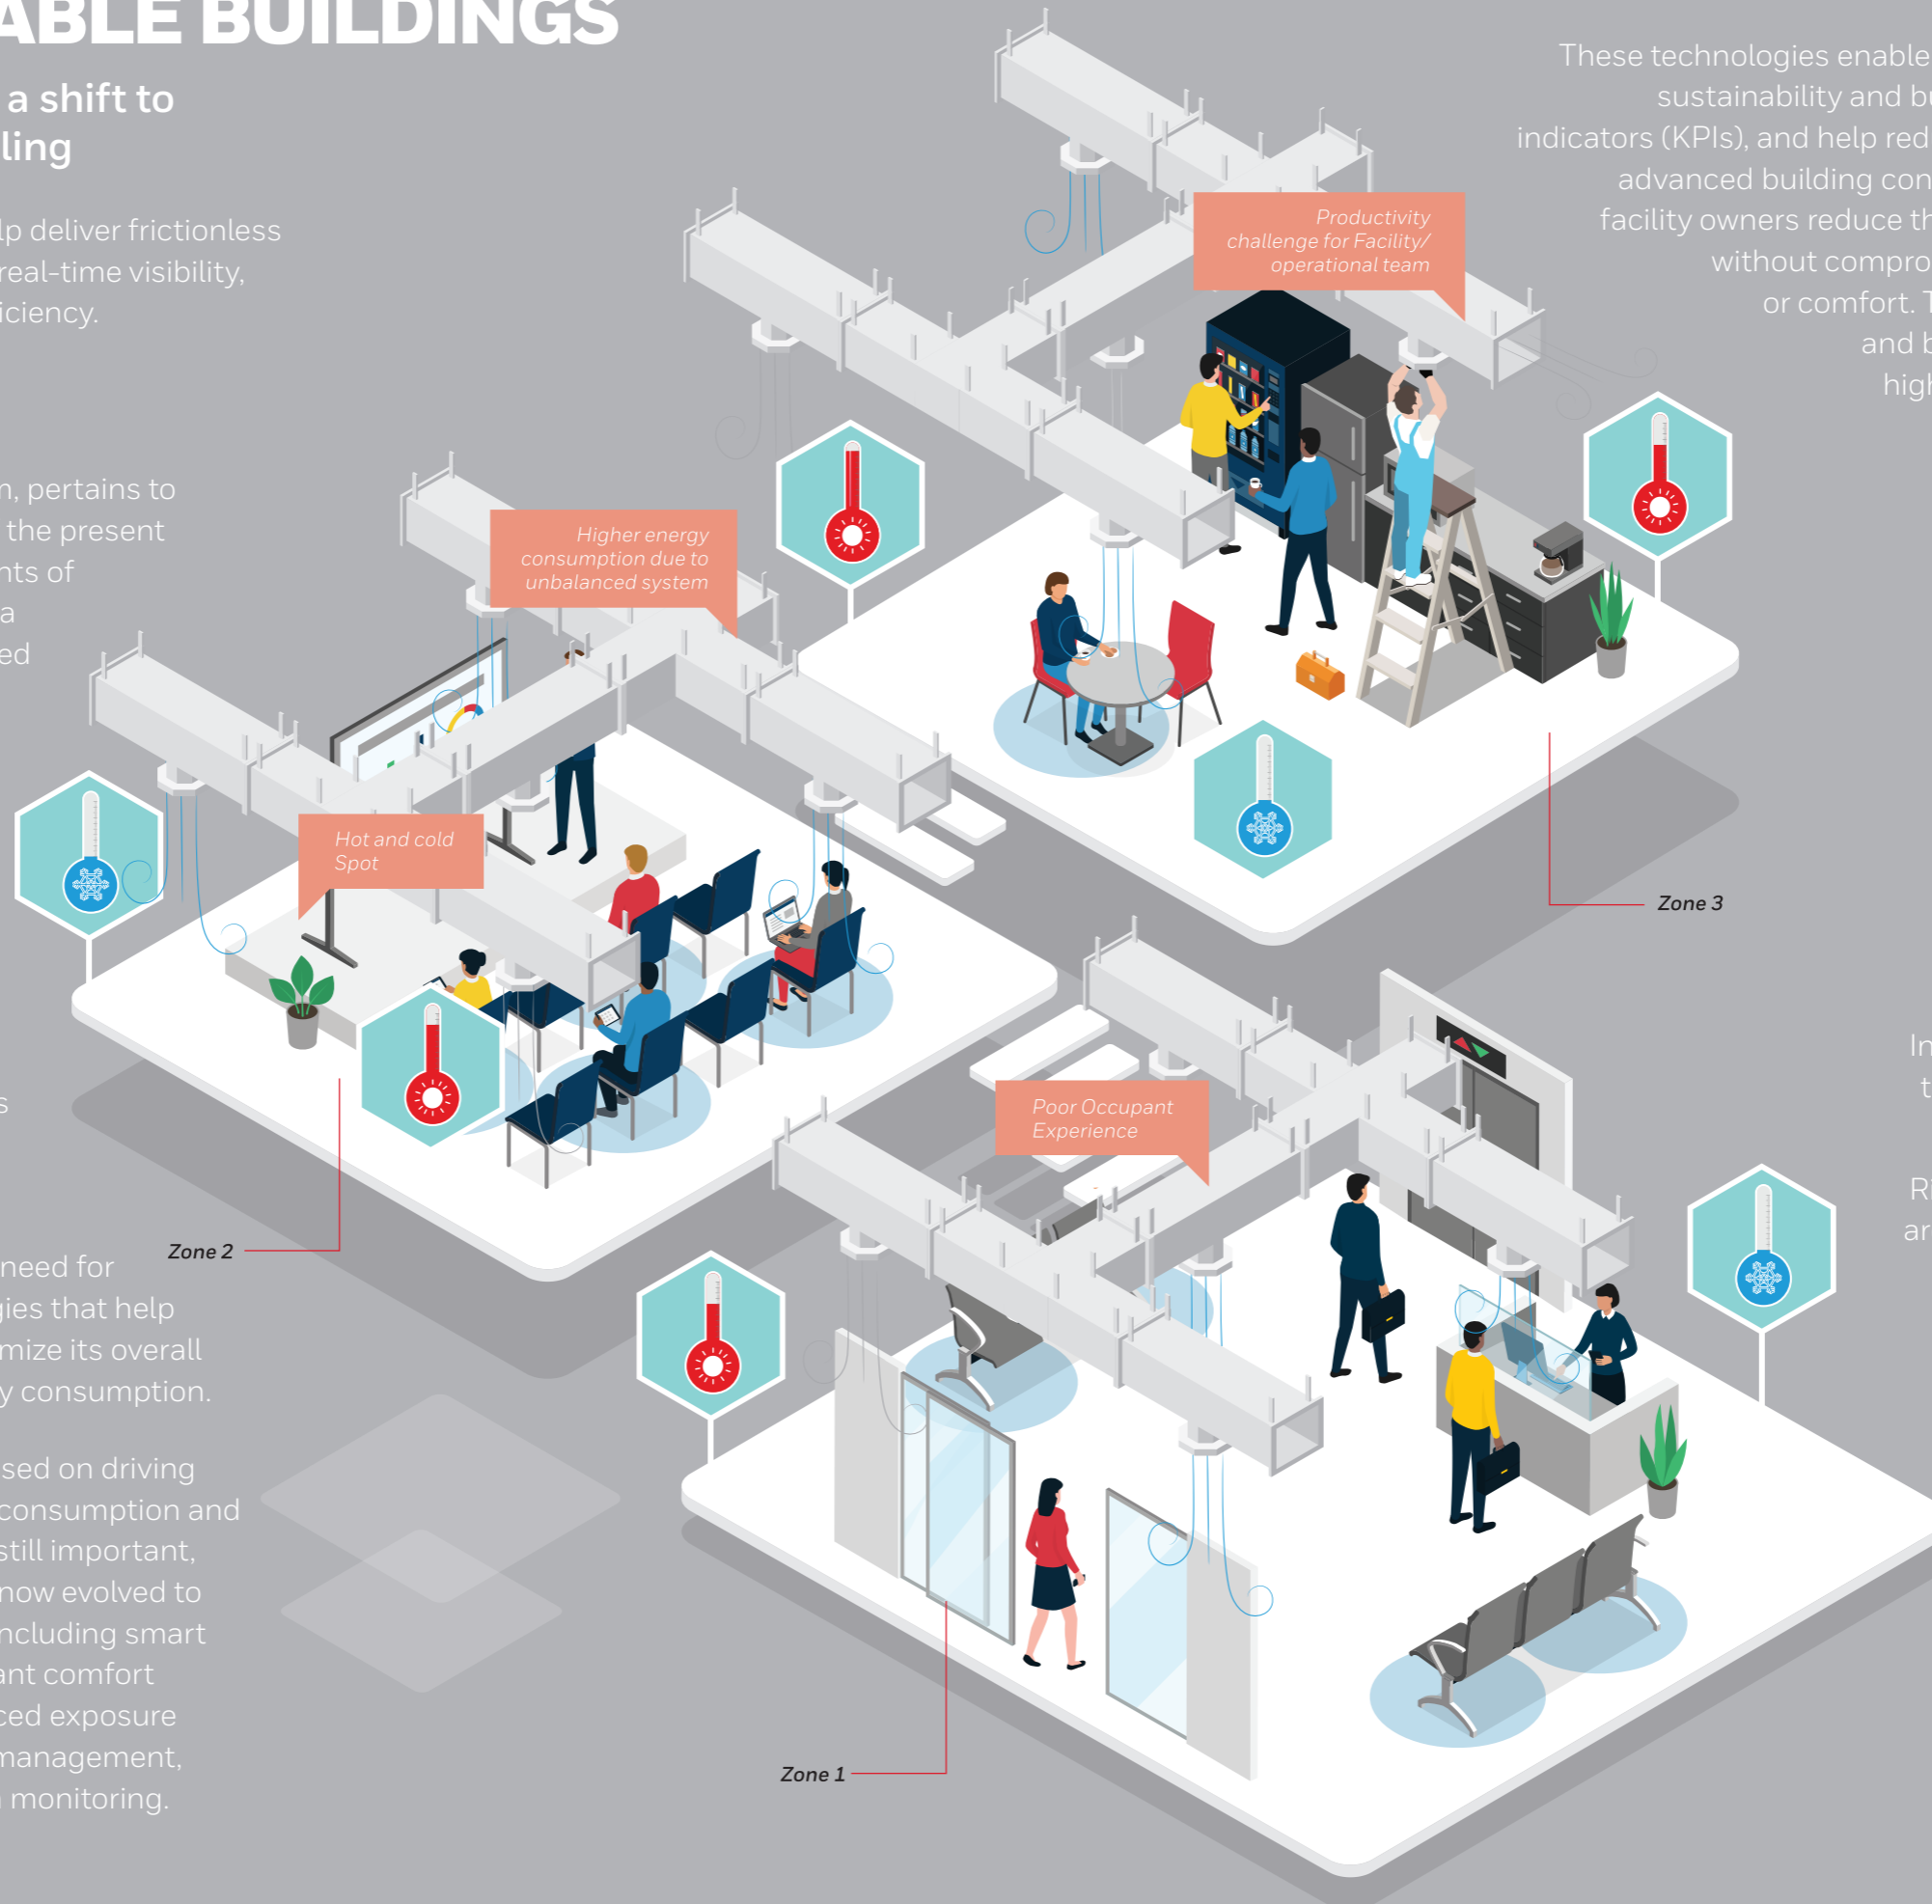 ABLE BUILDINGS
a shift to
ling
lp deliver frictionless
real-time visibility,
iciency.
n, pertains to
the present
nts of
a
ed
s
need for
gies that help
mize its overall
y consumption.
sed on driving
consumption and
still important,
now evolved to
ncluding smart
ant comfort
ced exposure
management,
n monitoring.
These technologies enable
sustainability and bu
indicators (KPIs), and help red
advanced building con
facility owners reduce th
without compro
or comfort. T
and b
high
Productivity
challenge for Facility/
operational team
Higher energy
consumption due to
unbalanced system
Hot and cold
Spot
Zone 3
Zone 2
Poor Occupant
Experience
Zone 1
In
t
Ri
ar